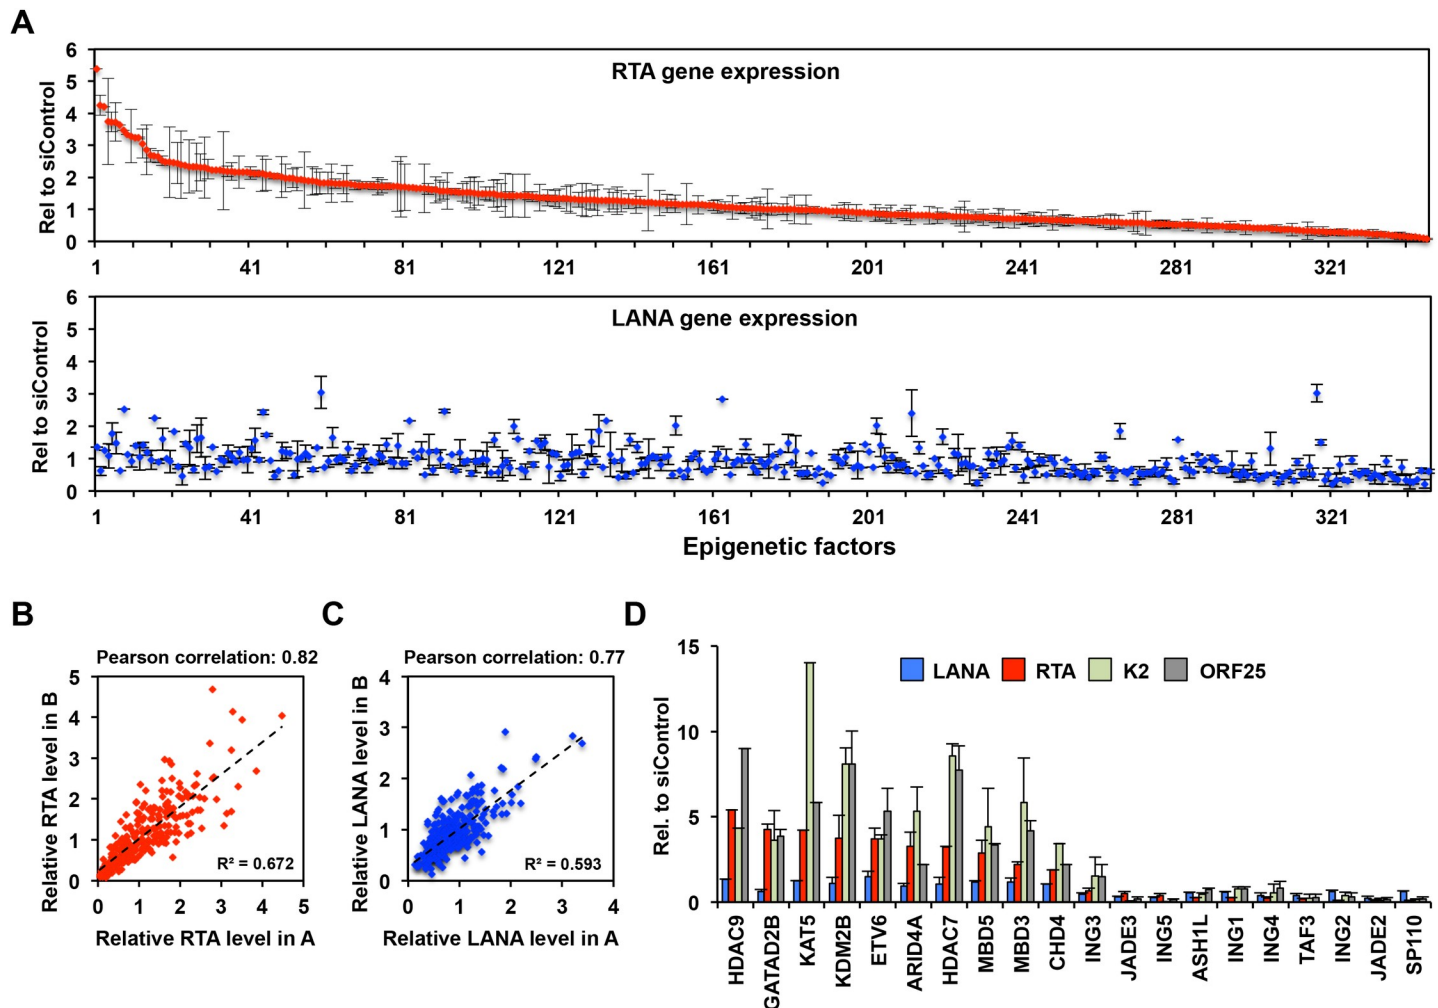 A
RTA gene expression
Rel to siControl
6
5
4
3
2
1
0
1 41 81 121 161 201 241 281 321
LANA gene expression
Rel to siControl
6
5
4
3
2
1
0
1 41 81 121 161 201 241 281 321
Epigenetic factors
B
Pearson correlation: 0.82
Relative RTA level in B
5
4
3
2
1
0
R² = 0.672
0 1 2 3 4 5
Relative RTA level in A
C
Pearson correlation: 0.77
Relative LANA level in B
4
3
2
1
0
R² = 0.593
0 1 2 3 4
Relative LANA level in A
D
Rel. to siControl
15
10
5
0
LANA RTA K2 ORF25
HDAC9
GATAD2B
KAT5
KDM2B
ETV6
ARID4A
HDAC7
MBD5
MBD3
CHD4
ING3
JADE3
ING5
ASH1L
ING1
ING4
TAF3
ING2
JADE2
SP110